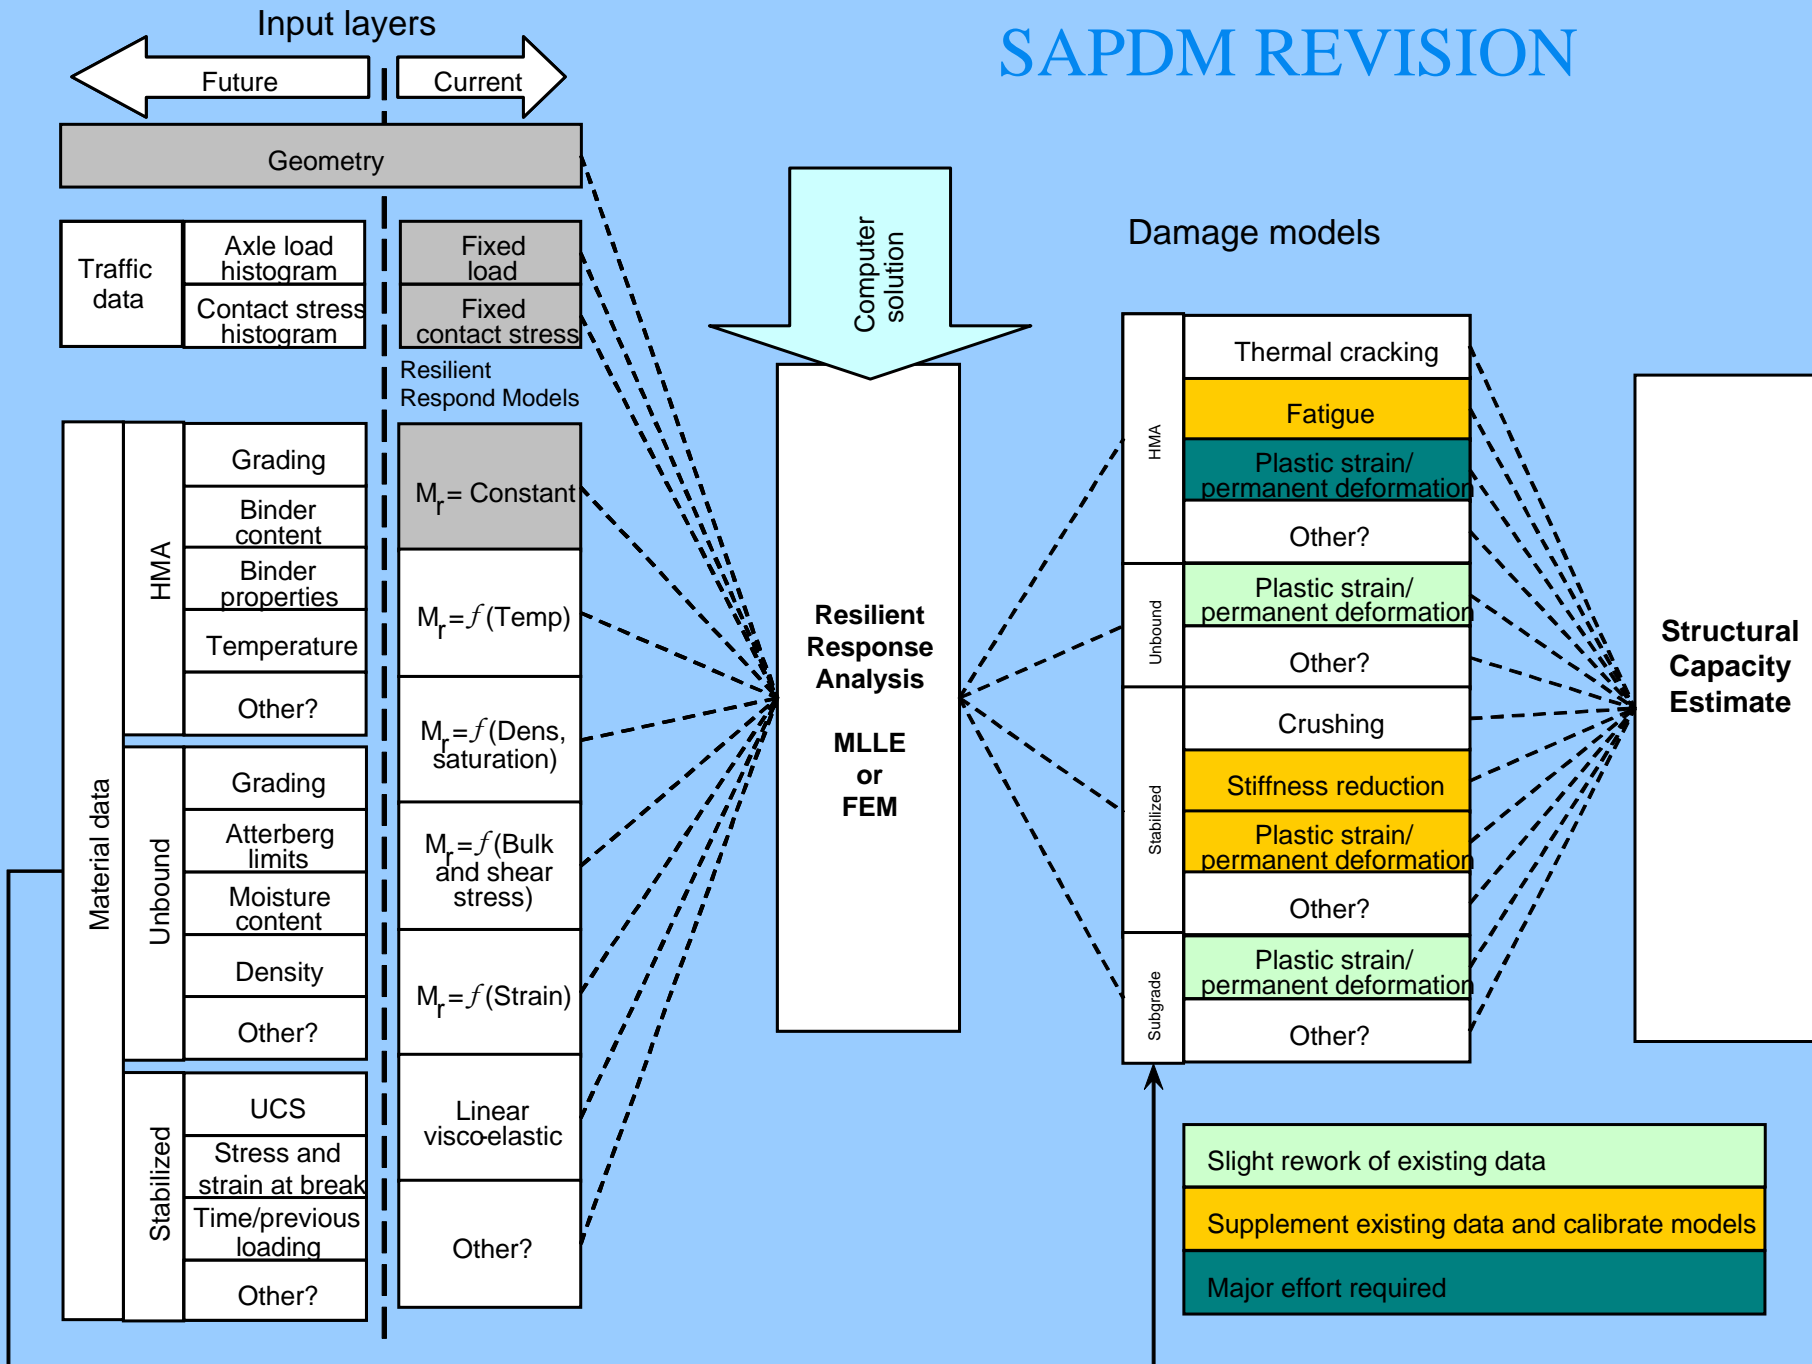 SAPDM REVISION
Input layers
Future
Current
Geometry
Traffic
data
Axle load
histogram
Contact stress
histogram
Fixed
load
Fixed
contact stress
Resilient
Respond Models
Material data
HMA
Grading
Binder
content
Binder
properties
Temperature
Other?
Unbound
Grading
Atterberg
limits
Moisture
content
Density
Other?
Stabilized
UCS
Stress and
strain at break
Time/previous
loading
Other?
Mr= Constant
Mr=f(Temp)
Mr=f(Dens,
saturation)
Mr=f(Bulk
and shear
stress)
Mr=f(Strain)
Linear
visco-elastic
Other?
Computer
solution
Resilient
Response
Analysis
MLLE
or
FEM
Damage models
HMA
Thermal cracking
Fatigue
Plastic strain/
permanent deformation
Other?
Unbound
Plastic strain/
permanent deformation
Other?
Stabilized
Crushing
Stiffness reduction
Plastic strain/
permanent deformation
Other?
Subgrade
Plastic strain/
permanent deformation
Other?
Structural
Capacity
Estimate
Slight rework of existing data
Supplement existing data and calibrate models
Major effort required